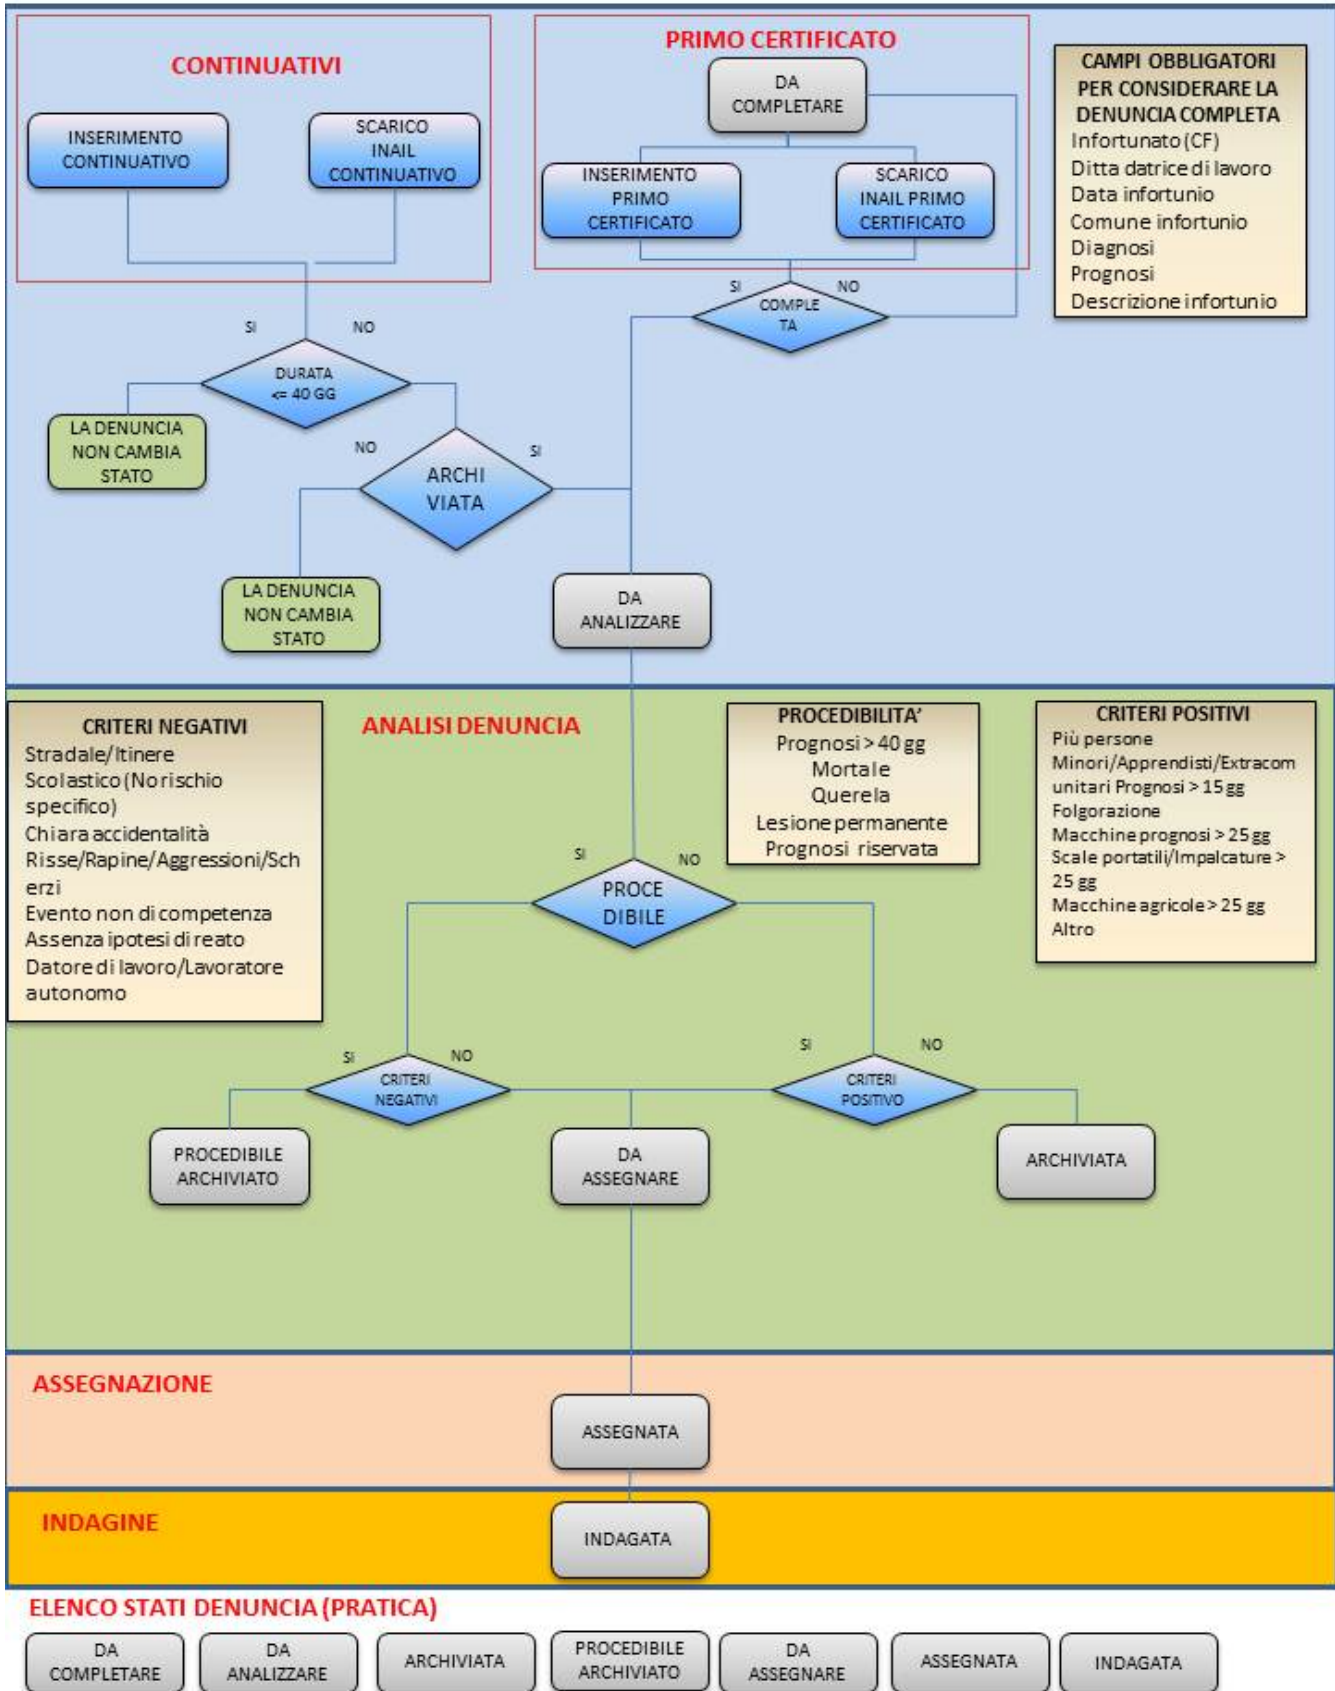 CONTINUATIVI
INSERIMENTO
CONTINUATIVO
SCARICO
INAIL
CONTINUATIVO
PRIMO CERTIFICATO
DA
COMPLETARE
INSERIMENTO
PRIMO
CERTIFICATO
SCARICO
INAIL PRIMO
CERTIFICATO
CAMPI OBBLIGATORI
PER CONSIDERARE LA
DENUNCIA COMPLETA
Infortunato (CF)
Ditta datrice di lavoro
Data infortunio
Comune infortunio
Diagnosi
Prognosi
Descrizione infortunio
SI
NO
COMPLE
TA
SI
NO
DURATA
<= 40 GG
LA DENUNCIA
NON CAMBIA
STATO
NO
SI
ARCHI
VIATA
LA DENUNCIA
NON CAMBIA
STATO
DA
ANALIZZARE
CRITERI NEGATIVI
Stradale/Itinere
Scolastico (No rischio
specifico)
Chiara accidentalità
Risse/Rapine/Aggressioni/Sch
erzi
Evento non di competenza
Assenza ipotesi di reato
Datore di lavoro/Lavoratore
autonomo
ANALISI DENUNCIA
PROCEDIBILITA'
Prognosi > 40 gg
Mortale
Querela
Lesione permanente
Prognosi riservata
CRITERI POSITIVI
Più persone
Minori/Apprendisti/Extracom
unitari Prognosi > 15 gg
Folgorazione
Macchine prognosi > 25 gg
Scale portatili/Impalcature >
25 gg
Macchine agricole > 25 gg
Altro
SI
NO
PROCE
DIBILE
SI
NO
CRITERI
NEGATIVI
SI
NO
CRITERI
POSITIVO
PROCEDIBILE
ARCHIVIATO
DA
ASSEGNARE
ARCHIVIATA
ASSEGNAZIONE
ASSEGNATA
INDAGINE
INDAGATA
ELENCO STATI DENUNCIA (PRATICA)
DA
COMPLETARE
DA
ANALIZZARE
ARCHIVIATA
PROCEDIBILE
ARCHIVIATO
DA
ASSEGNARE
ASSEGNATA
INDAGATA